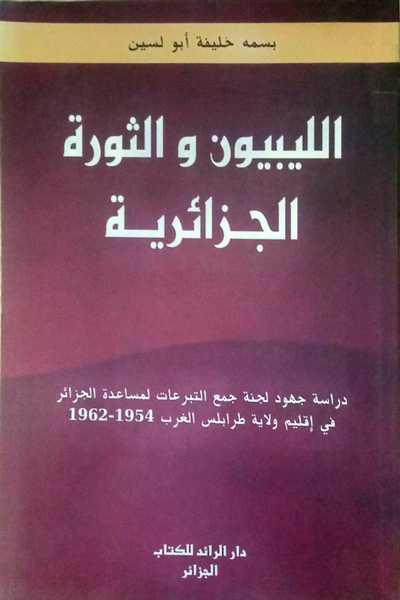 بسمه خليفة أبو لسين
الليبيون و الثورة
الجزائرية
دراسة جهود لجنة جمع التبرعات لمساعدة الجزائر
في إقليم ولاية طرابلس الغرب 1954-1962
دار الرائد للكتاب
الجزائر